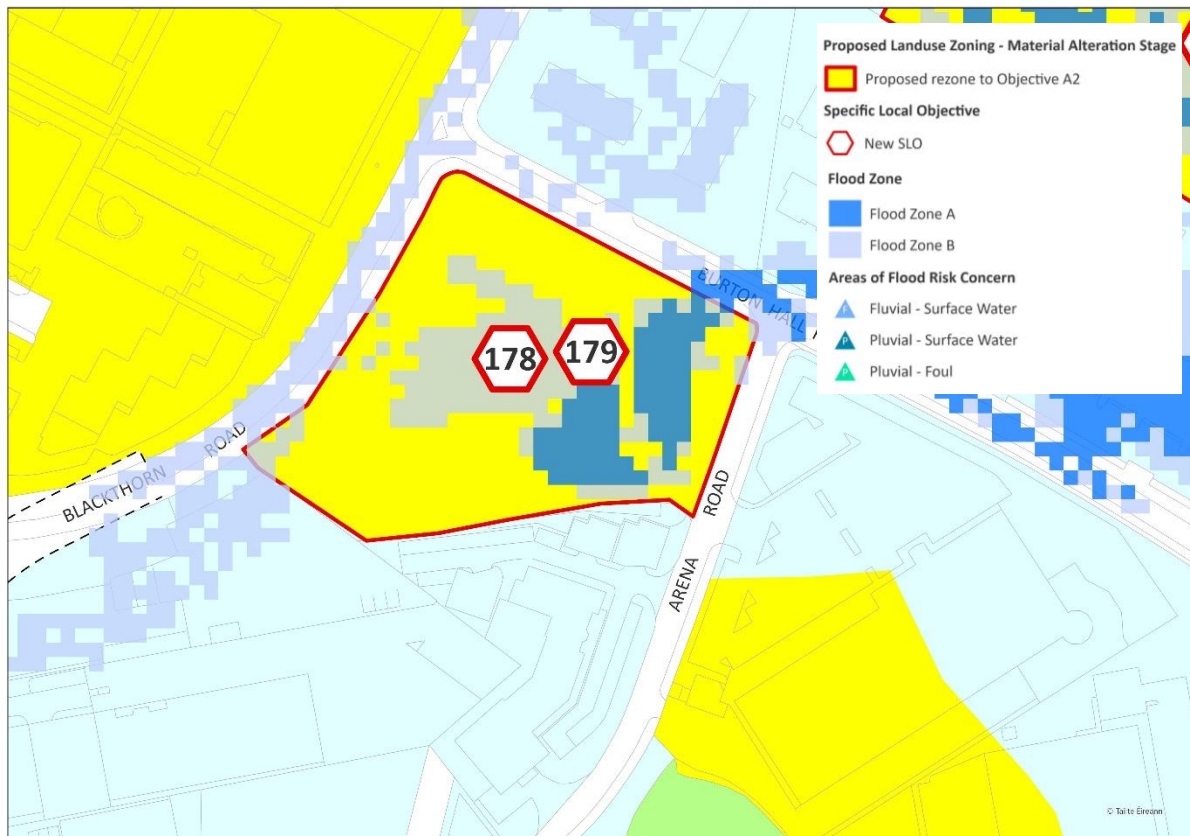 Proposed Landuse Zoning - Material Alteration Stage
Proposed rezone to Objective A2
Specific Local Objective
New SLO
Flood Zone
Flood Zone A
Flood Zone B
Areas of Flood Risk Concern
F
Fluvial - Surface Water
P
Pluvial - Surface Water
P
Pluvial - Foul
BURTON HALL
178
179
BLACKTHORN ROAD
ARENA ROAD
© Tailte Éireann